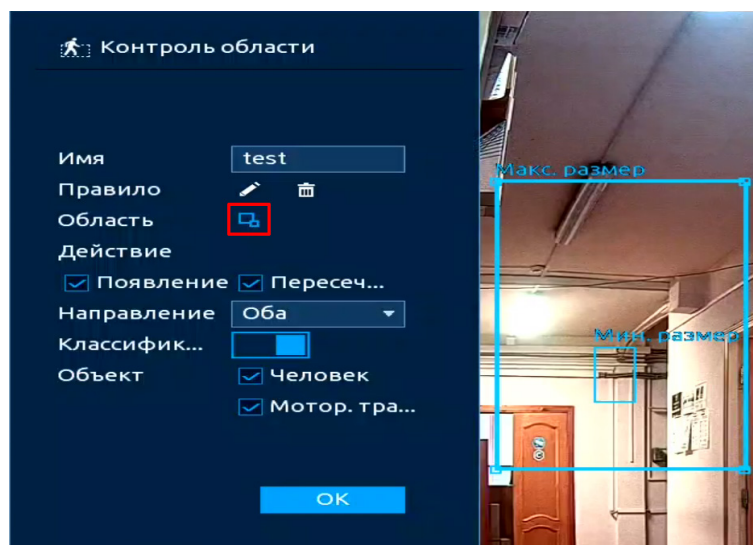 Контроль области
Имя test
Правило
Область
Действие
Появление Пересеч...
Направление Оба
Классифик...
Объект Человек
Мотор. тра...
OK
Макс. размер
Мин. размер